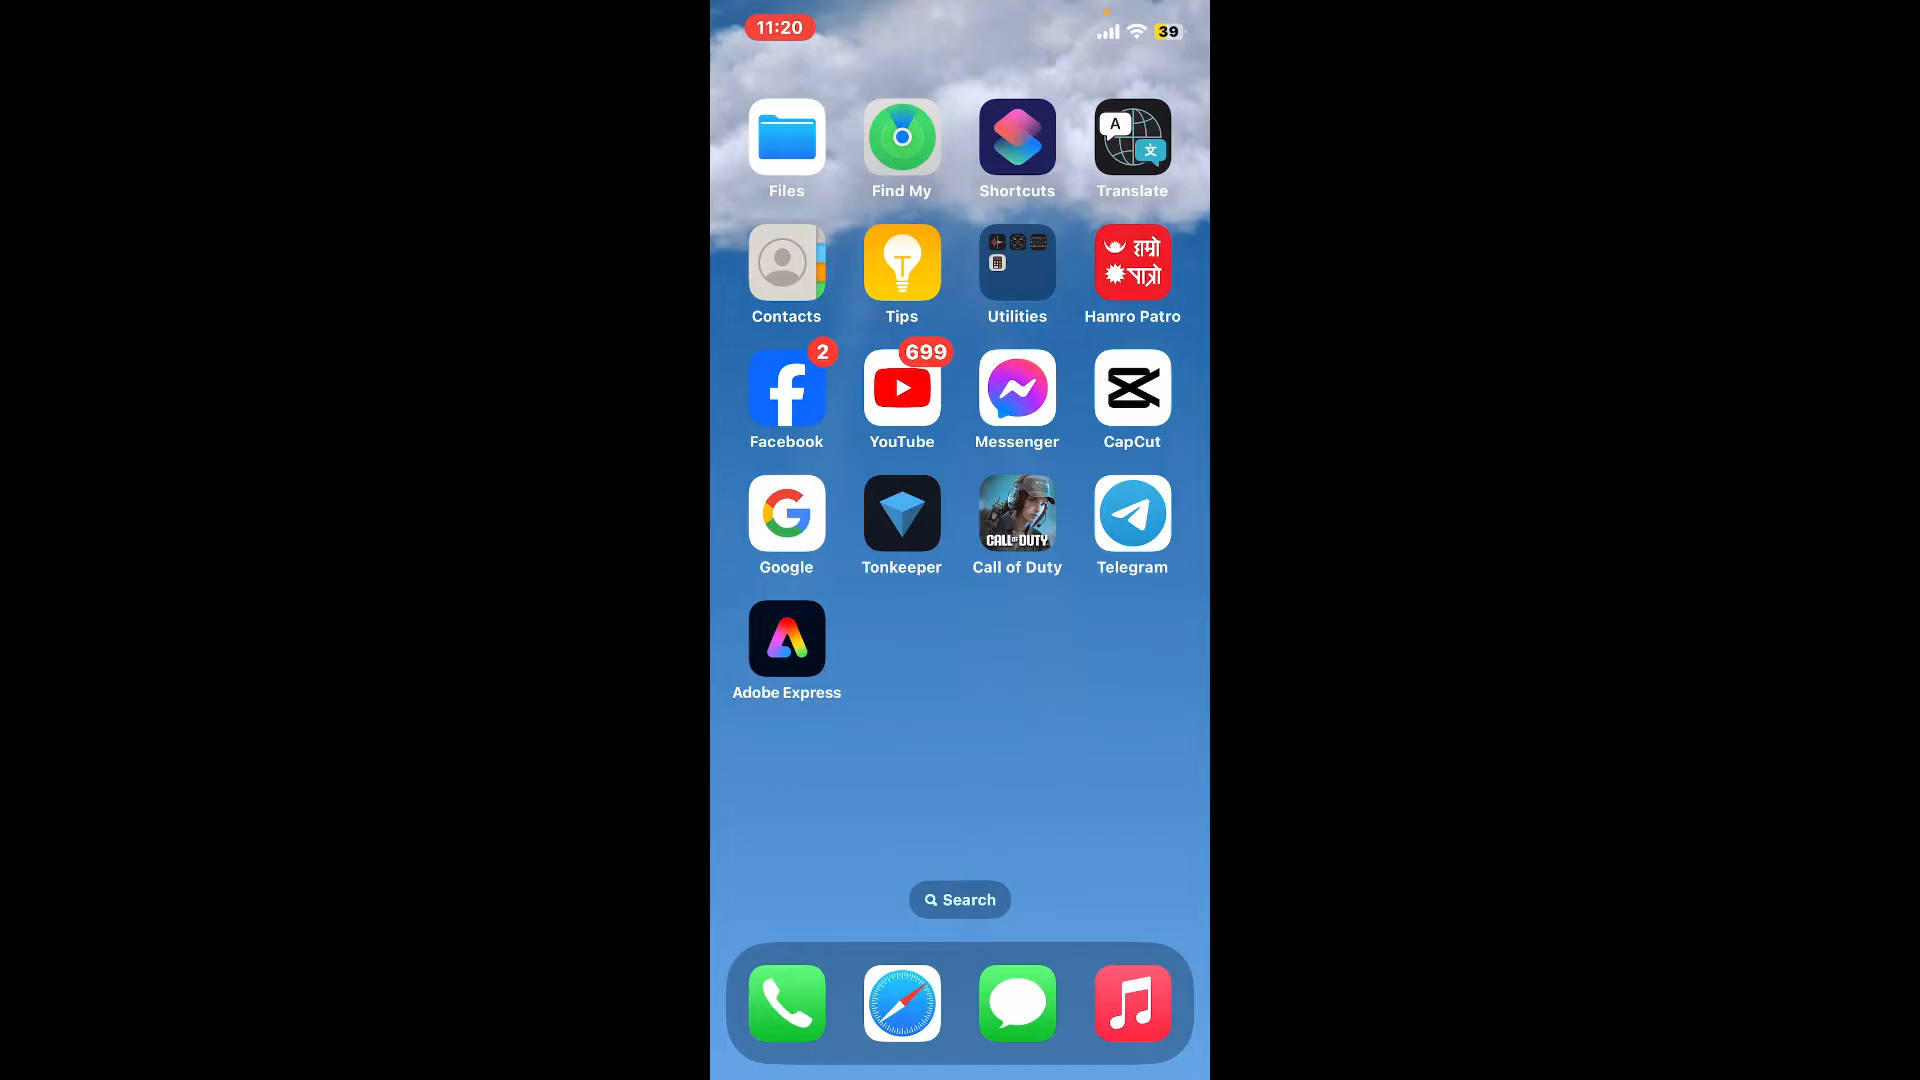 11:20
39
A
文
Files Find My Shortcuts Translate
हाम्रो
पात्रो
Contacts Tips Utilities Hamro Patro
2
699
Facebook YouTube Messenger CapCut
CALL OF DUTY
Google Tonkeeper Call of Duty Telegram
Adobe Express
Search